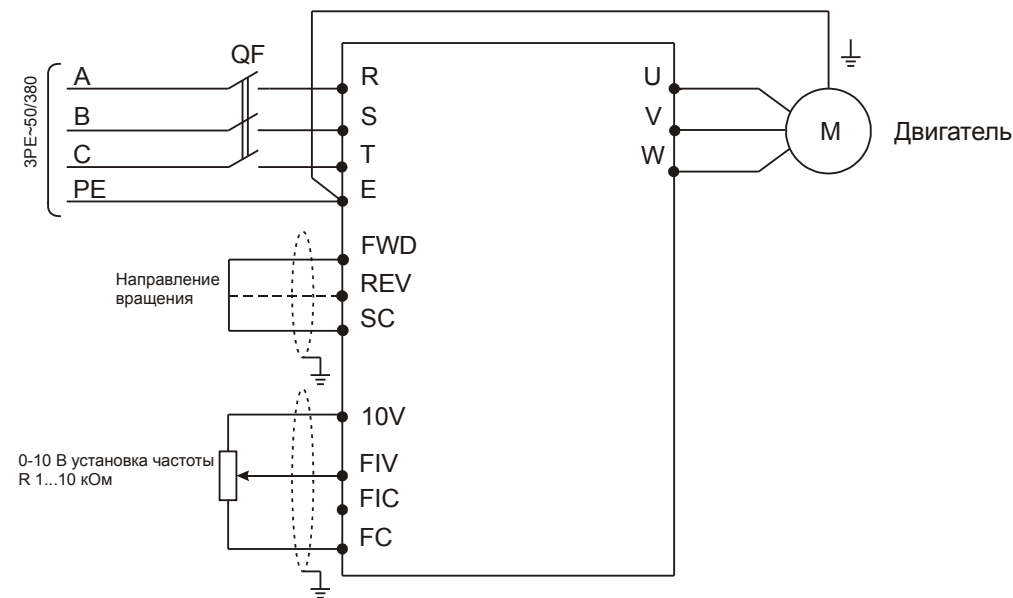 QF
3PE~50/380
A
B
C
PE
R
S
T
E
U
V
W
M
Двигатель
FWD
REV
SC
Направление
вращения
10V
FIV
FIC
FC
0-10 В установка частоты
R 1...10 кОм